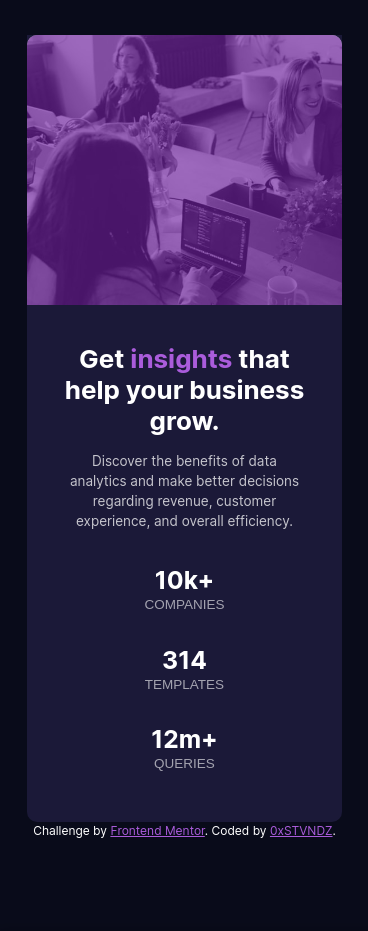 Get insights that
help your business
grow.
Discover the benefits of data
analytics and make better decisions
regarding revenue, customer
experience, and overall efficiency.
10k+
COMPANIES
314
TEMPLATES
12m+
QUERIES
Challenge by Frontend Mentor. Coded by 0xSTVNDZ.